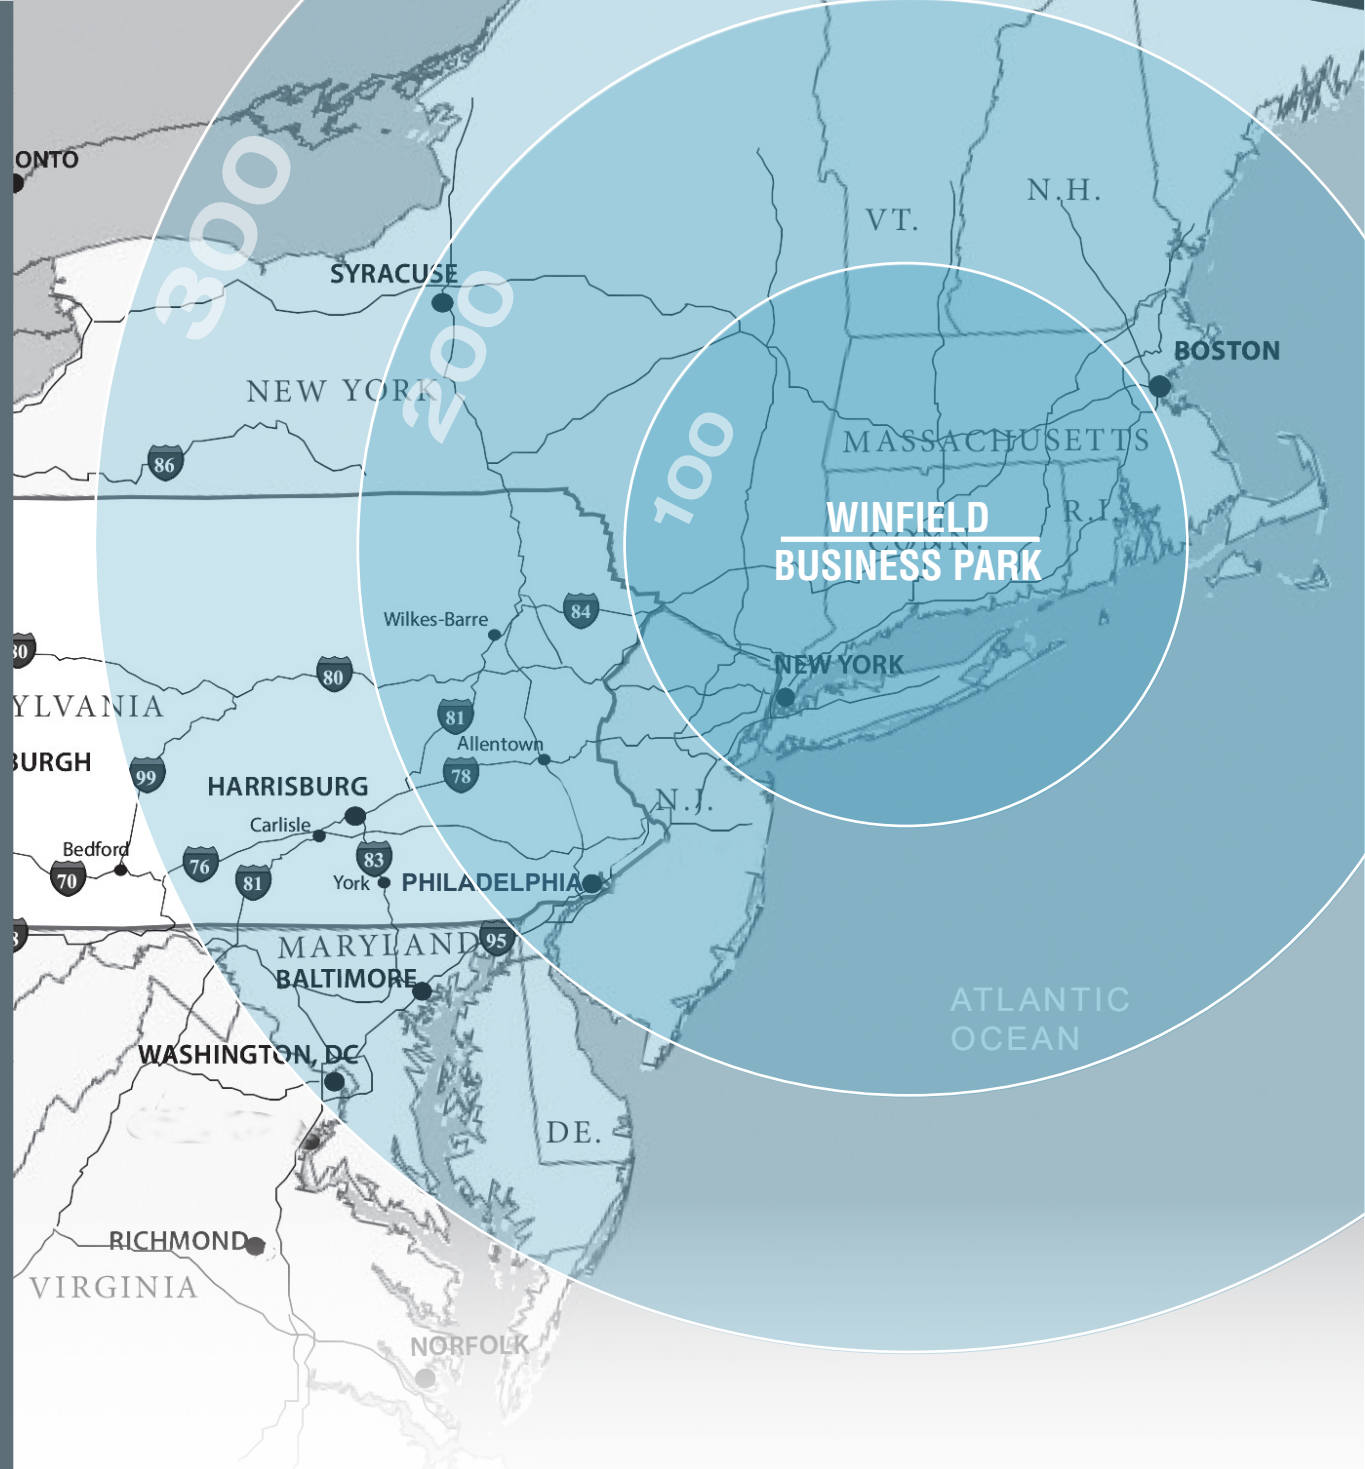 ONTO
300
SYRACUSE
200
NEW YORK
86
VT.
N.H.
BOSTON
100
MASSACHUSETTS
R.I.
CONN.
WINFIELD
BUSINESS PARK
Wilkes-Barre
84
80
80
NEW YORK
YLVANIA
81
Allentown
BURGH
99
78
HARRISBURG
N.J.
Carlisle
Bedford
76
83
70
81
York
PHILADELPHIA
MARYLAND
95
BALTIMORE
ATLANTIC
OCEAN
WASHINGTON, DC
DE.
RICHMOND
VIRGINIA
NORFOLK